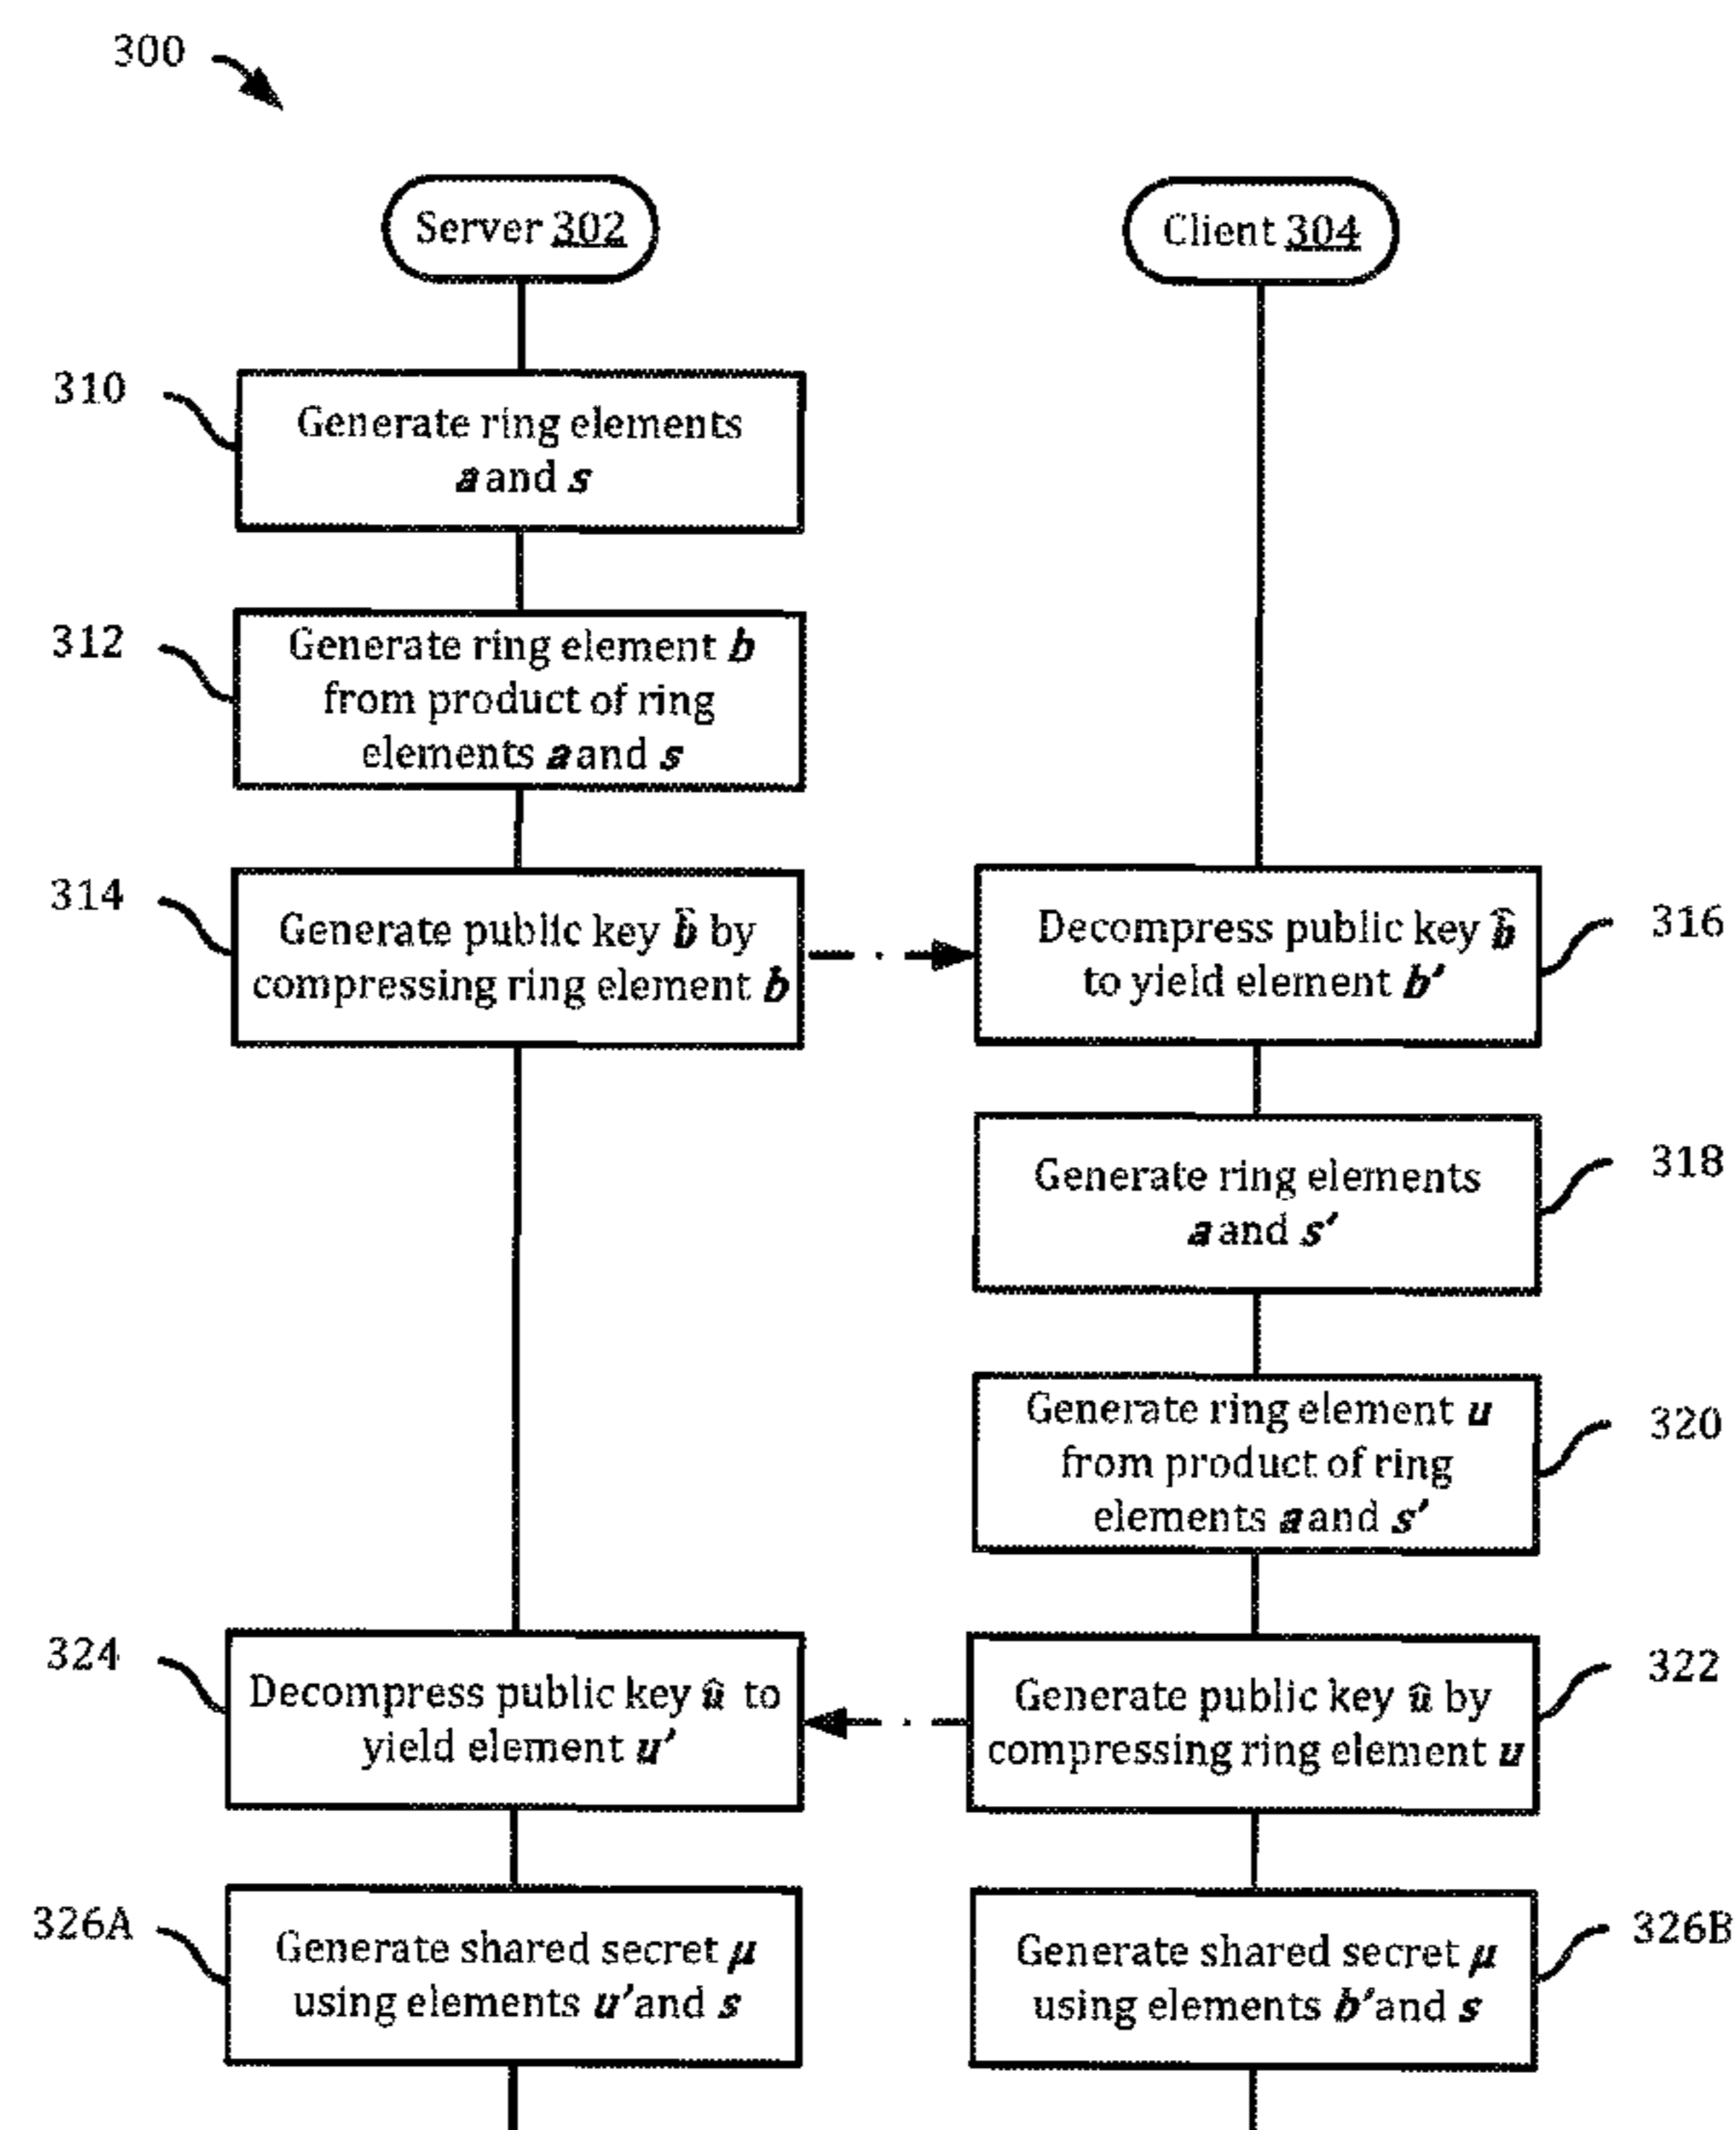 300
Server 302
Client 304
310
Generate ring elements
a and s
312
Generate ring element b
from product of ring
elements a and s
314
Generate public key b̂ by
compressing ring element b
Decompress public key b̂
to yield element b'
316
Generate ring elements
a and s'
318
Generate ring element u
from product of ring
elements a and s'
320
324
Decompress public key û to
yield element u'
Generate public key û by
compressing ring element u
322
326A
Generate shared secret μ
using elements u' and s
Generate shared secret μ
using elements b' and s
326B